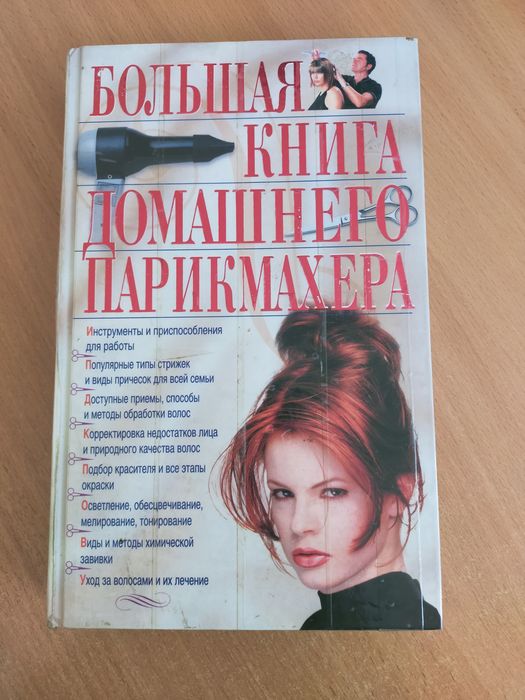 БОЛЬШАЯ
КНИГА
ДОМАШНЕГО
ПАРИКМАХЕРА
Инструменты и приспособления
для работы
Популярные типы стрижек
и виды причесок для всей семьи
Доступные приемы, способы
и методы обработки волос
Корректировка недостатков лица
и природного качества волос
Подбор красителя и все этапы
окраски
Осветление, обесцвечивание,
мелирование, тонирование
Виды и методы химической
завивки
Уход за волосами и их лечение